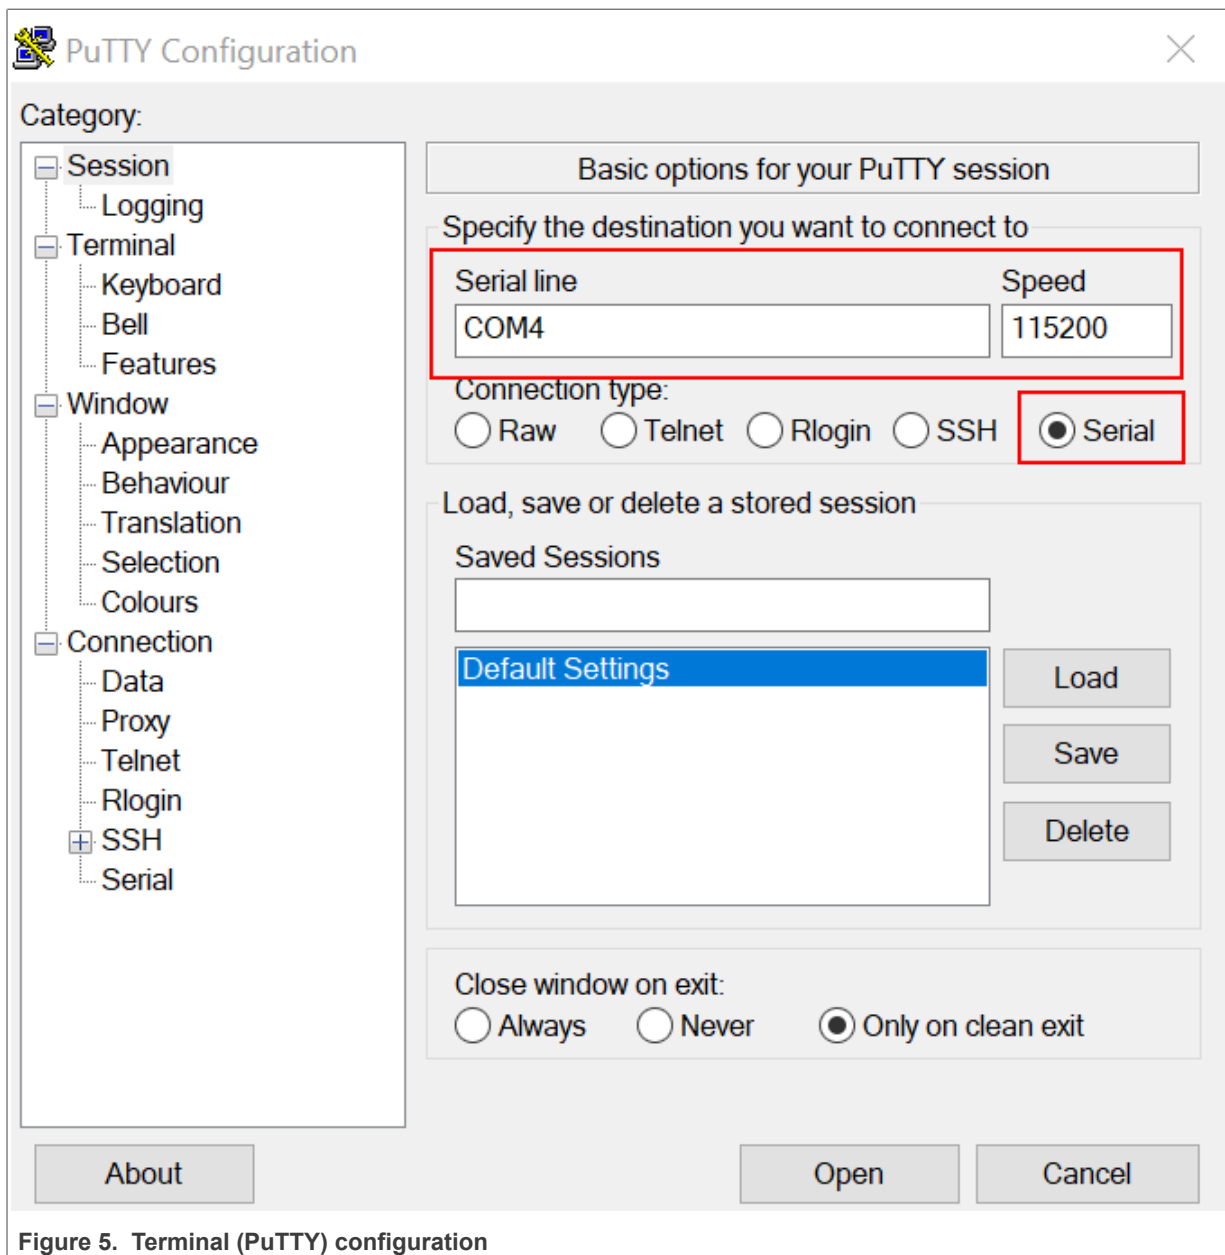 PuTTY Configuration
Category:
Session
Logging
Terminal
Keyboard
Bell
Features
Window
Appearance
Behaviour
Translation
Selection
Colours
Connection
Data
Proxy
Telnet
Rlogin
SSH
Serial
Basic options for your PuTTY session
Specify the destination you want to connect to
Serial line Speed
COM4 115200
Connection type:
Raw Telnet Rlogin SSH Serial
Load, save or delete a stored session
Saved Sessions
Default Settings
Load
Save
Delete
Close window on exit:
Always Never Only on clean exit
About Open Cancel
Figure 5. Terminal (PuTTY) configuration